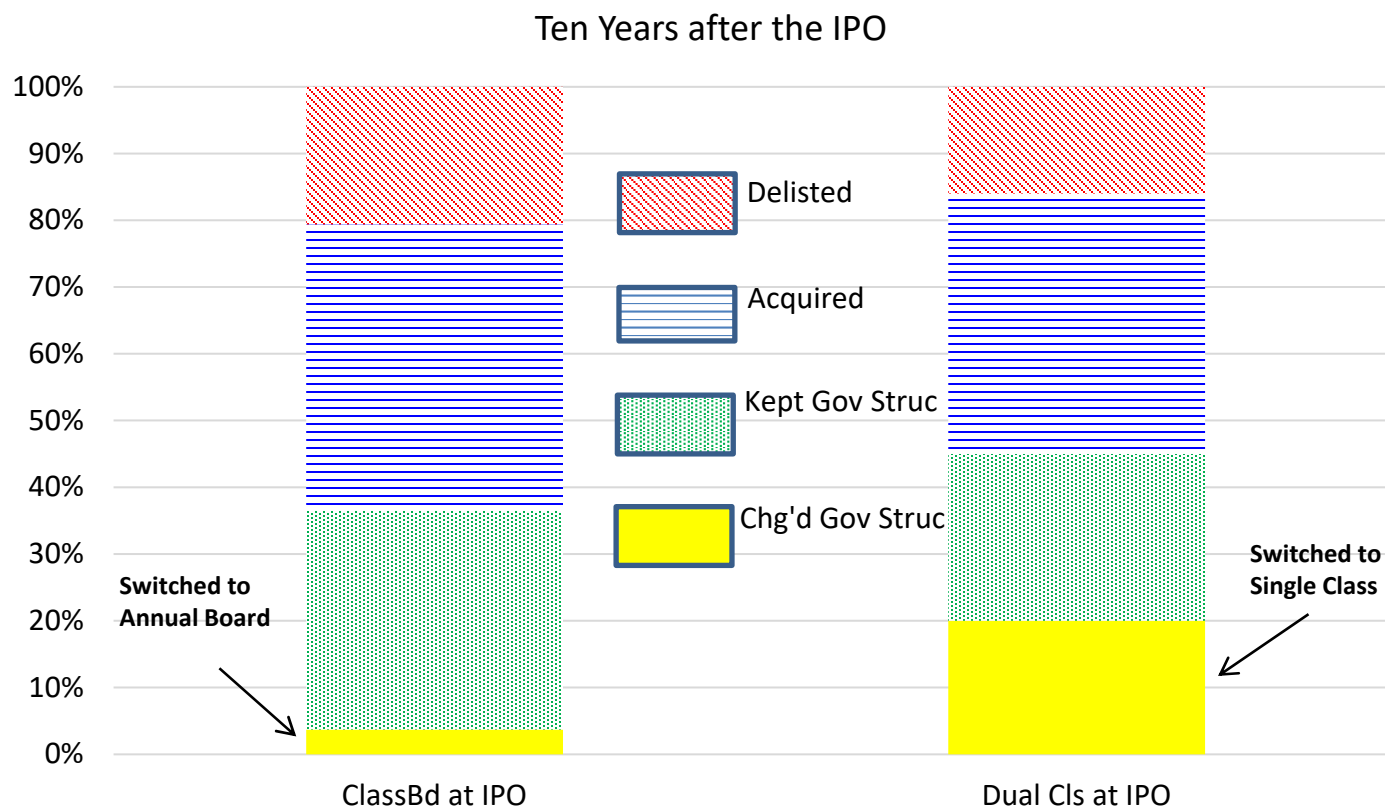 Ten Years after the IPO
100%
90%
80%
70%
60%
50%
40%
30%
20%
10%
0%
Delisted
Acquired
Kept Gov Struc
Chg'd Gov Struc
Switched to
Annual Board
Switched to
Single Class
ClassBd at IPO
Dual Cls at IPO